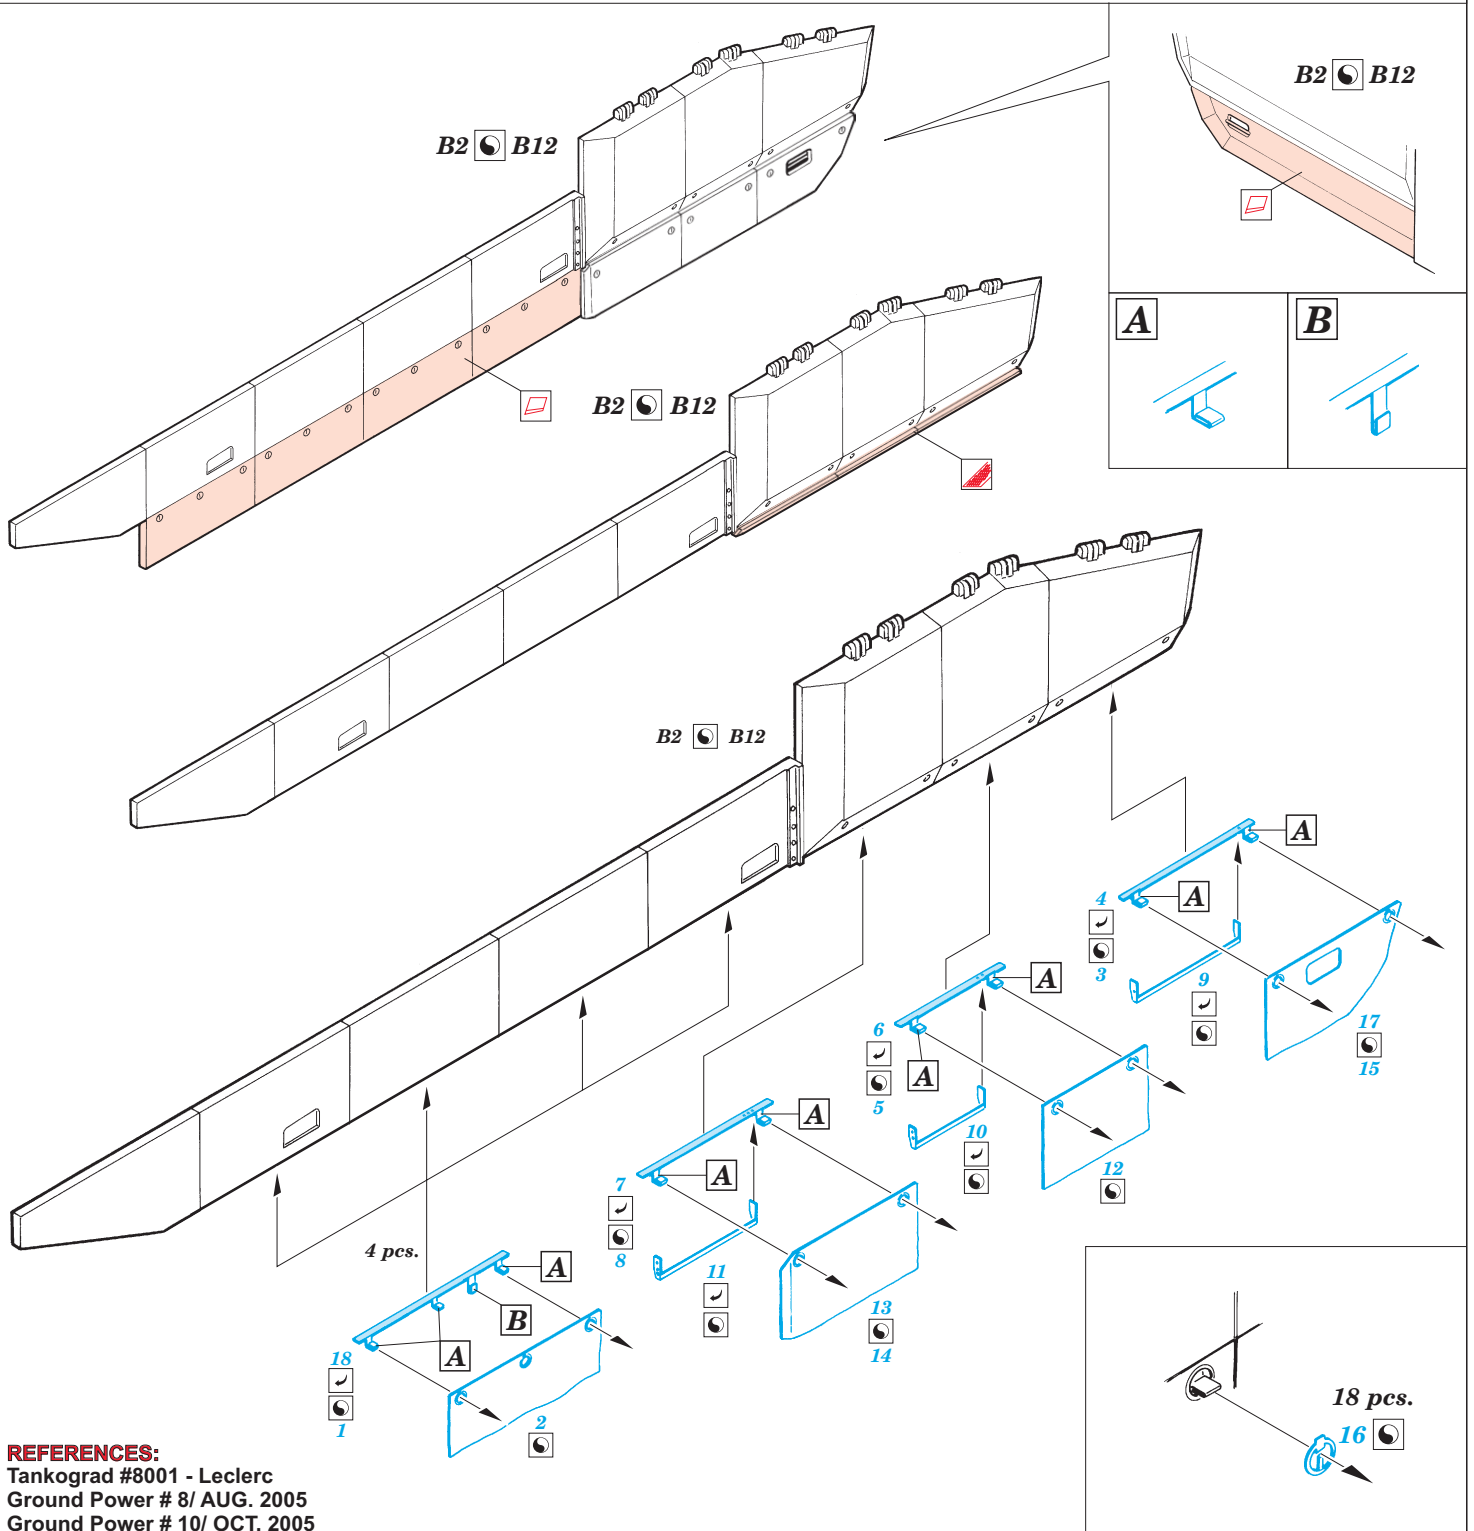 B2 B12
B2 B12
A
B
B2 B12
B2 B12
A
A
4
3
9
17
15
A
A
6
5
10
12
A
A
7
8
11
13
14
4 pcs.
A
B
A
18
1
2
18 pcs.
16
REFERENCES:
Tankograd #8001 - Leclerc
Ground Power # 8/ AUG. 2005
Ground Power # 10/ OCT. 2005